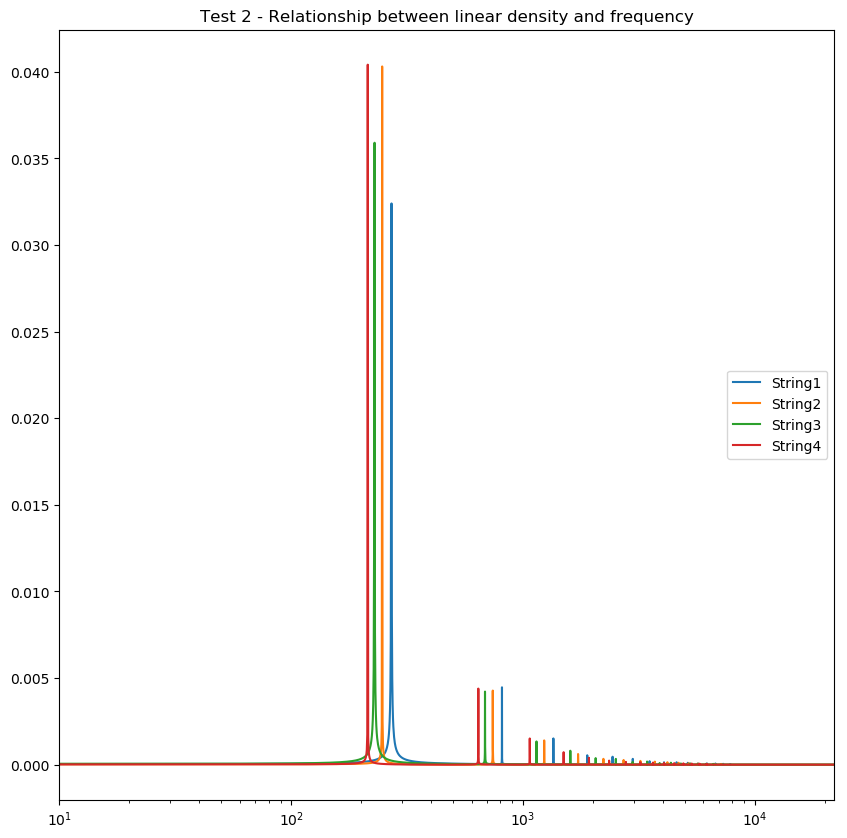 Test 2 - Relationship between linear density and frequency
0.040
0.035
0.030
0.025
0.020
0.015
0.010
0.005
0.000
String1
String2
String3
String4
10^1 10^2 10^3 10^4